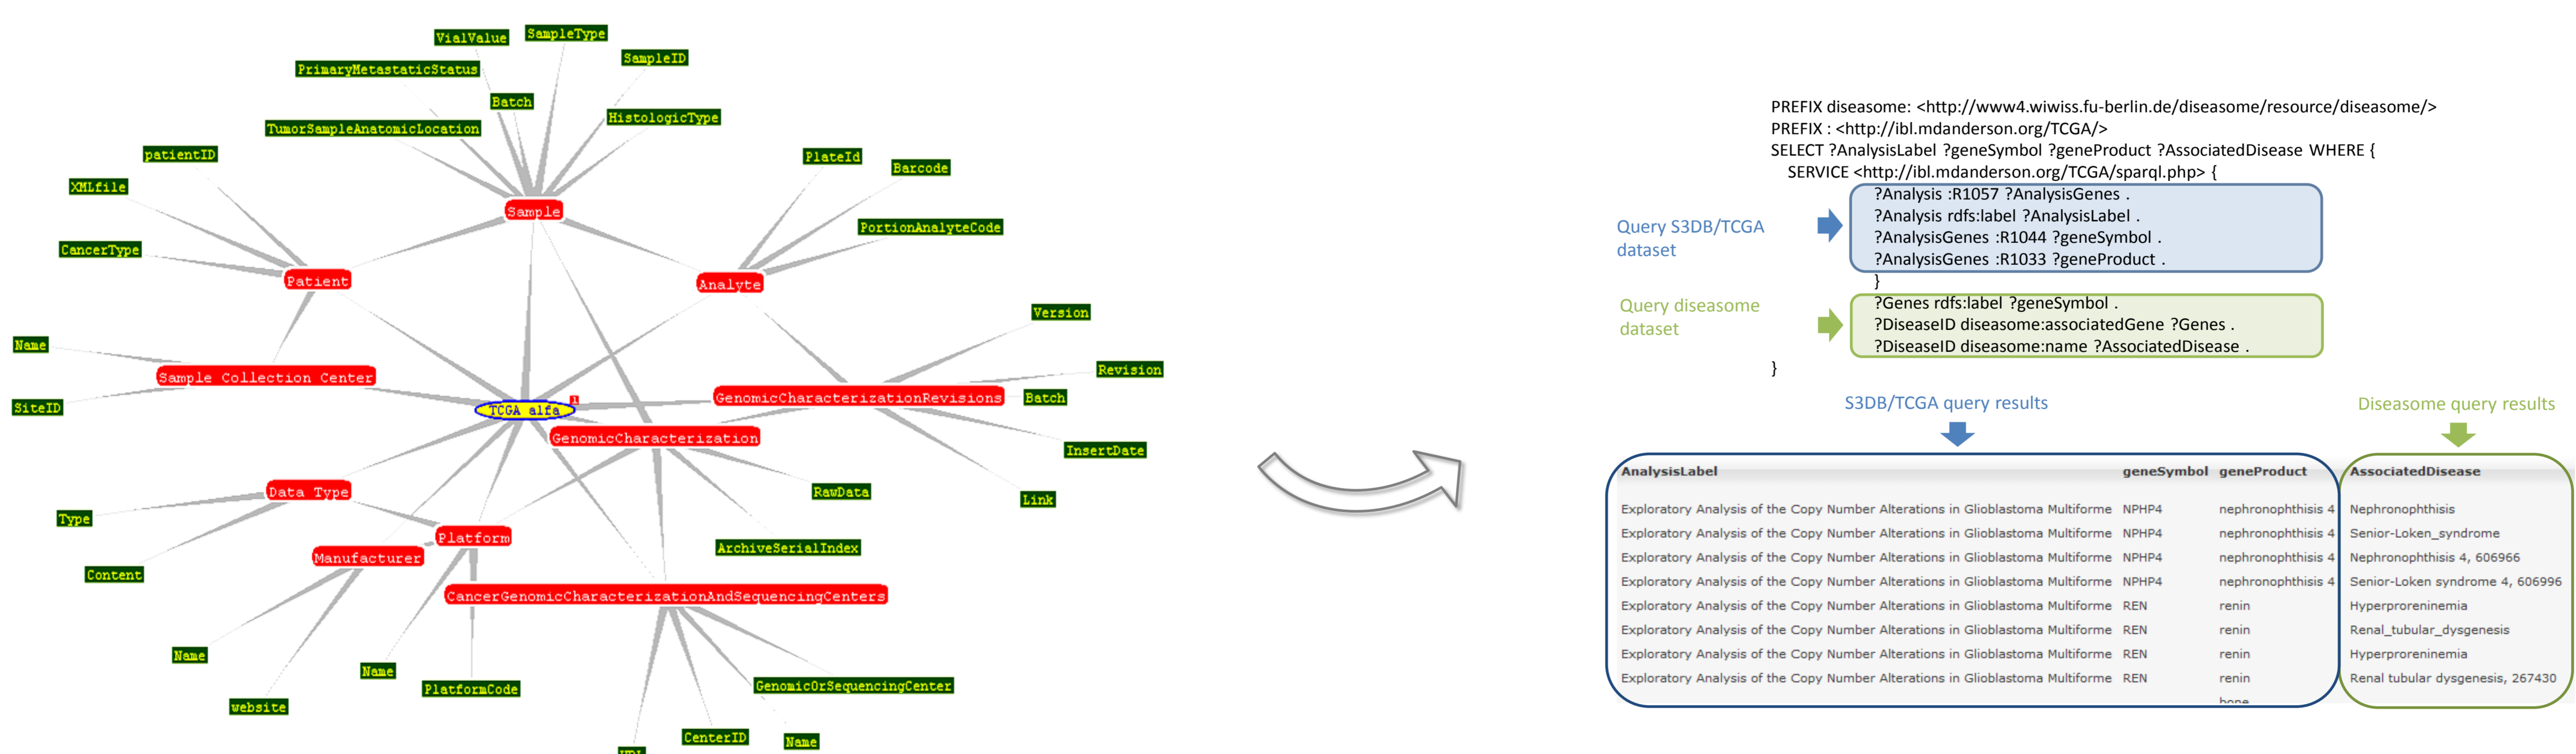 VialValue
SampleType
SampleID
PrimaryMetastaticStatus
Batch
HistologicType
TumorSampleAnatomicLocation
patientID
XMLfile
CancerType
PlateId
Barcode
PortionAnalyteCode
Sample
Patient
Analyte
Version
Revision
Batch
InsertDate
Link
Name
SiteID
Sample Collection Center
TCGA alfa
1
GenomicCharacterizationRevisions
GenomicCharacterization
RawData
ArchiveSerialIndex
Data Type
Type
Content
Platform
Manufacturer
CancerGenomicCharacterizationAndSequencingCenters
Name
website
Name
PlatformCode
GenomicOrSequencingCenter
CenterID
Name
URL
PREFIX diseasome: <http://www4.wiwiss.fu-berlin.de/diseasome/resource/diseasome/>
PREFIX : <http://ibl.mdanderson.org/TCGA/>
SELECT ?AnalysisLabel ?geneSymbol ?geneProduct ?AssociatedDisease WHERE {
SERVICE <http://ibl.mdanderson.org/TCGA/sparql.php> {
Query S3DB/TCGA
dataset
?Analysis :R1057 ?AnalysisGenes .
?Analysis rdfs:label ?AnalysisLabel .
?AnalysisGenes :R1044 ?geneSymbol .
?AnalysisGenes :R1033 ?geneProduct .
}
Query diseasome
dataset
?Genes rdfs:label ?geneSymbol .
?DiseaseID diseasome:associatedGene ?Genes .
?DiseaseID diseasome:name ?AssociatedDisease .
}
S3DB/TCGA query results
Diseasome query results
AnalysisLabel geneSymbol geneProduct AssociatedDisease
Exploratory Analysis of the Copy Number Alterations in Glioblastoma Multiforme NPHP4 nephronophthisis 4 Nephronophthisis
Exploratory Analysis of the Copy Number Alterations in Glioblastoma Multiforme NPHP4 nephronophthisis 4 Senior-Loken_syndrome
Exploratory Analysis of the Copy Number Alterations in Glioblastoma Multiforme NPHP4 nephronophthisis 4 Nephronophthisis 4, 606966
Exploratory Analysis of the Copy Number Alterations in Glioblastoma Multiforme NPHP4 nephronophthisis 4 Senior-Loken syndrome 4, 606996
Exploratory Analysis of the Copy Number Alterations in Glioblastoma Multiforme REN renin Hyperproreninemia
Exploratory Analysis of the Copy Number Alterations in Glioblastoma Multiforme REN renin Renal_tubular_dysgenesis
Exploratory Analysis of the Copy Number Alterations in Glioblastoma Multiforme REN renin Hyperproreninemia
Exploratory Analysis of the Copy Number Alterations in Glioblastoma Multiforme REN renin Renal tubular dysgenesis, 267430
bone